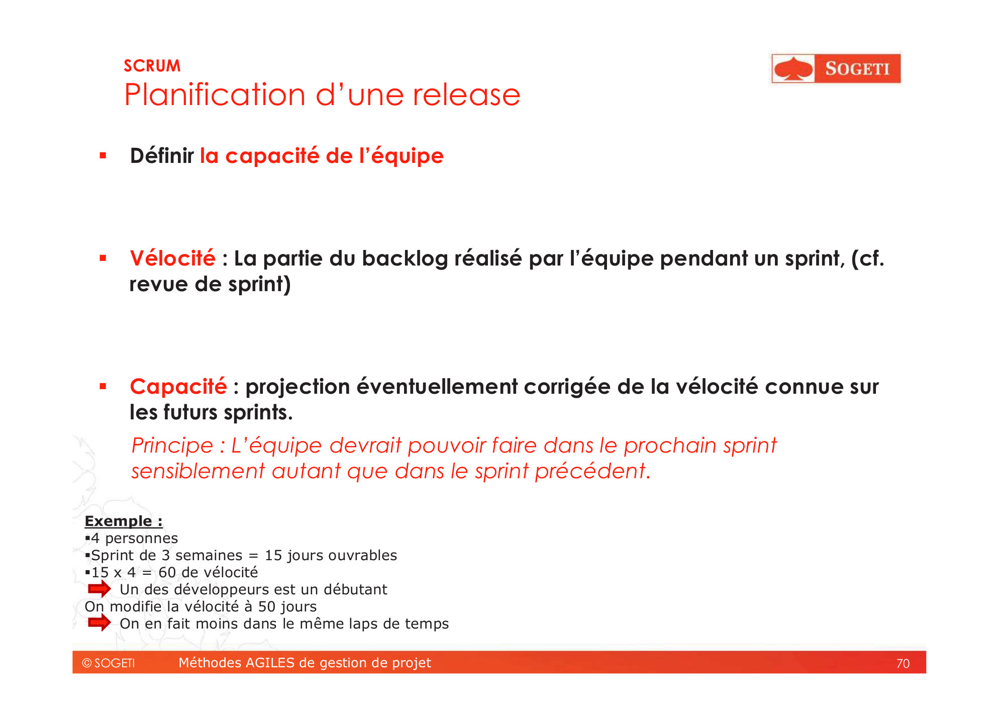 SCRUM
Planification d’une release
SOGETI
▪ Définir la capacité de l’équipe
▪ Vélocité : La partie du backlog réalisé par l’équipe pendant un sprint, (cf.
revue de sprint)
▪ Capacité : projection éventuellement corrigée de la vélocité connue sur
les futurs sprints.
Principe : L’équipe devrait pouvoir faire dans le prochain sprint
sensiblement autant que dans le sprint précédent.
Exemple :
▪4 personnes
▪Sprint de 3 semaines = 15 jours ouvrables
▪15 x 4 = 60 de vélocité
Un des développeurs est un débutant
On modifie la vélocité à 50 jours
On en fait moins dans le même laps de temps
© SOGETI Méthodes AGILES de gestion de projet 70